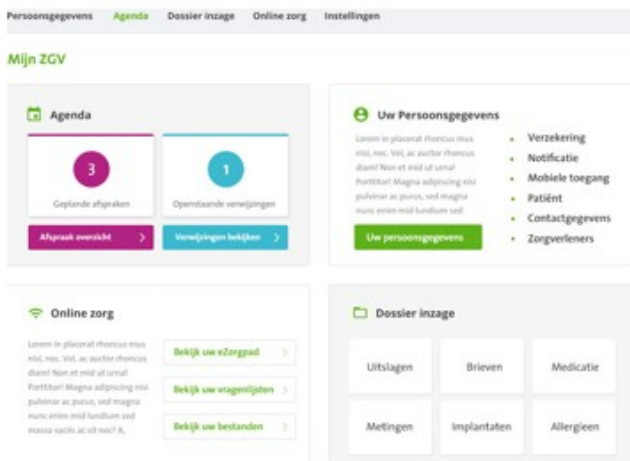 Persoonsgegevens Agenda Dossier inzage Online zorg Instellingen
Mijn ZGV
Agenda
3
Geplande afspraken
Afspraak overzicht
1
Openstaande verwijzingen
Verwijzingen bekijken
Uw Persoonsgegevens
Lorem in placerat rhoncus mus
nisi, nec. Vel, ac auctor rhoncus
diam! Non et mid ut urna!
Porttitor! Magna adipiscing nisi
pulvinar ac purus, sed magna
nunc enim mid lundium sed
Uw persoonsgegevens
Verzekering
Notificatie
Mobiele toegang
Patiënt
Contactgegevens
Zorgverleners
Online zorg
Lorem in placerat rhoncus mus
nisi, nec. Vel, ac auctor rhoncus
diam! Non et mid ut urna!
Porttitor! Magna adipiscing nisi
pulvinar ac purus, sed magna
nunc enim mid lundium sed
massa sociis ac sit nec! A,
Bekijk uw eZorgpad
Bekijk uw vragenlijsten
Bekijk uw bestanden
Dossier inzage
Uitslagen
Brieven
Medicatie
Metingen
Implantaten
Allergieen